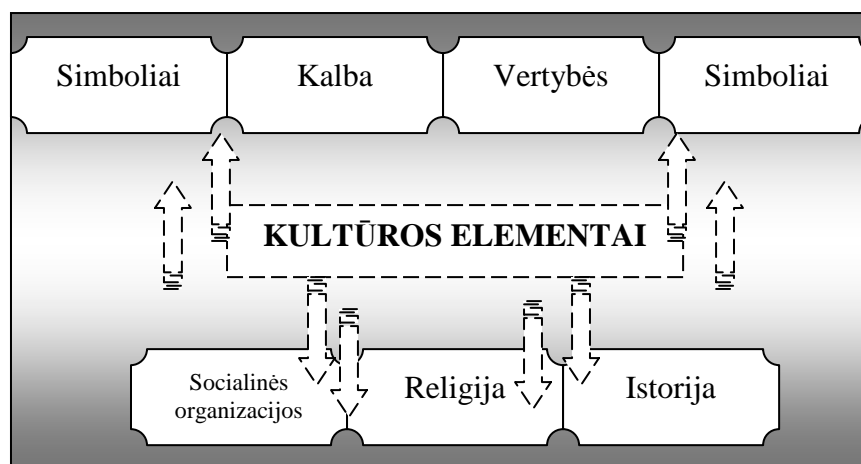 Simboliai
Kalba
Vertybės
Simboliai
KULTŪROS ELEMENTAI
Socialinės
organizacijos
Religija
Istorija